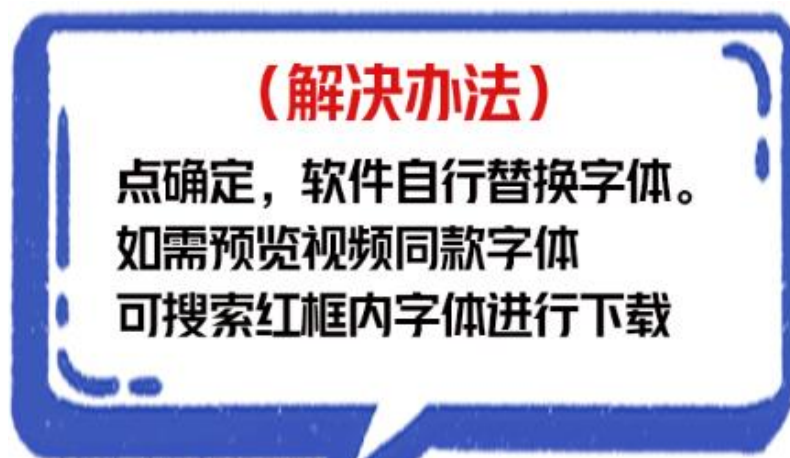 （解决办法）
点确定，软件自行替换字体。
如需预览视频同款字体
可搜索红框内字体进行下载